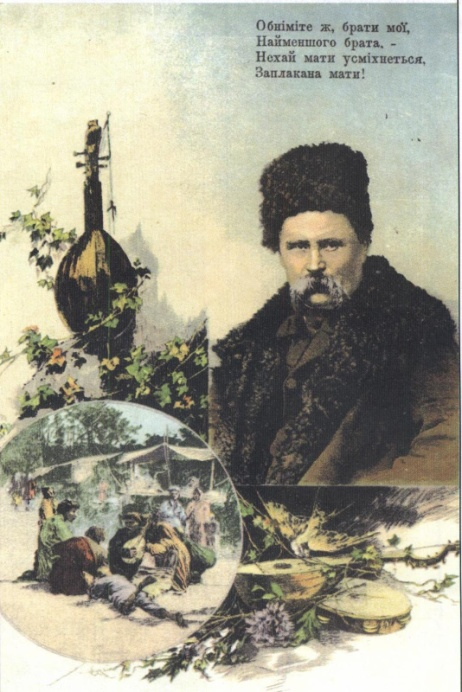 Обніміте ж, брати мої,
Найменшого брата, -
Нехай мати усміхнеться,
Заплакана мати!